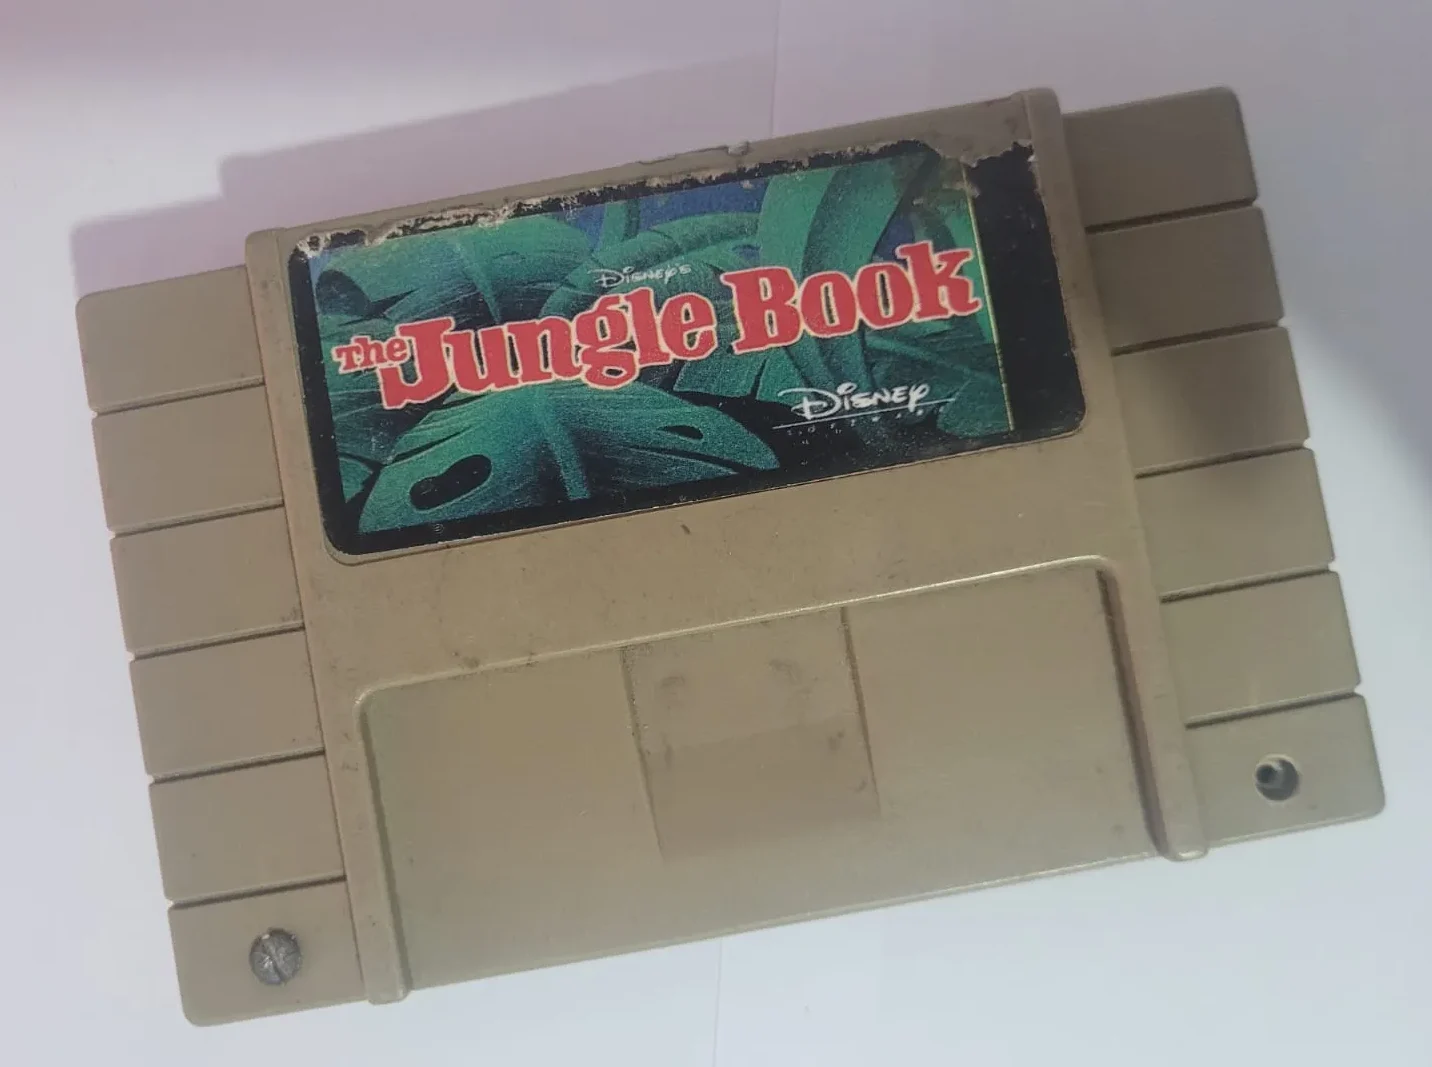 Disney's
The Jungle Book
Disney